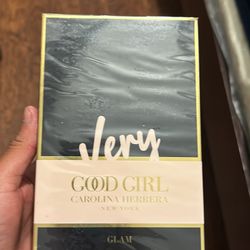 Very
GOOD GIRL
CAROLINA HERRERA
NEW YORK
GLAM